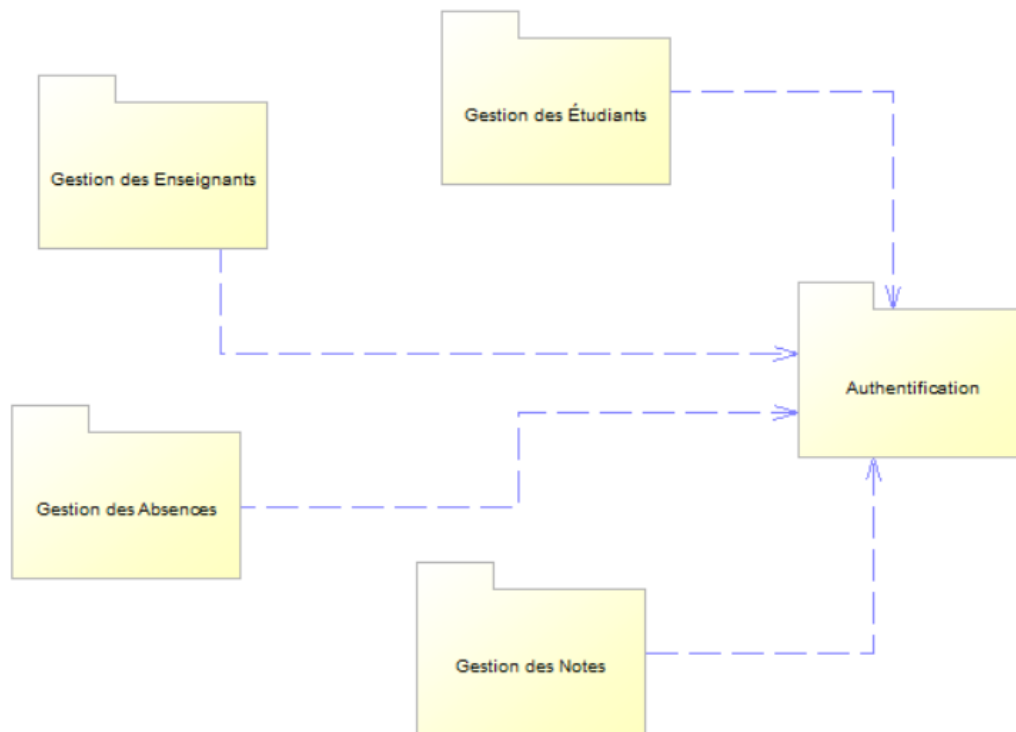 Gestion des Étudiants
Gestion des Enseignants
Authentification
Gestion des Absences
Gestion des Notes